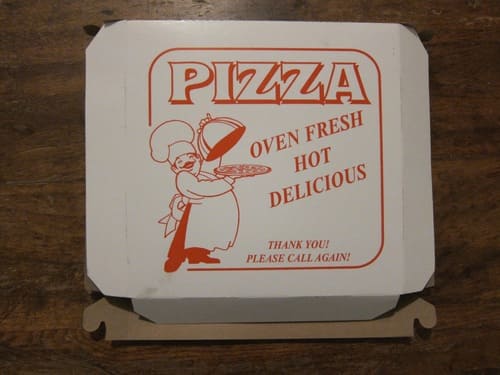 PIZZA
OVEN FRESH
HOT
DELICIOUS
THANK YOU!
PLEASE CALL AGAIN!